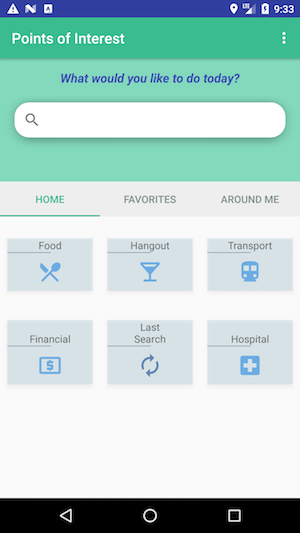 9:33
Points of Interest
What would you like to do today?
HOME FAVORITES AROUND ME
Food Hangout Transport
Financial Last Search Hospital